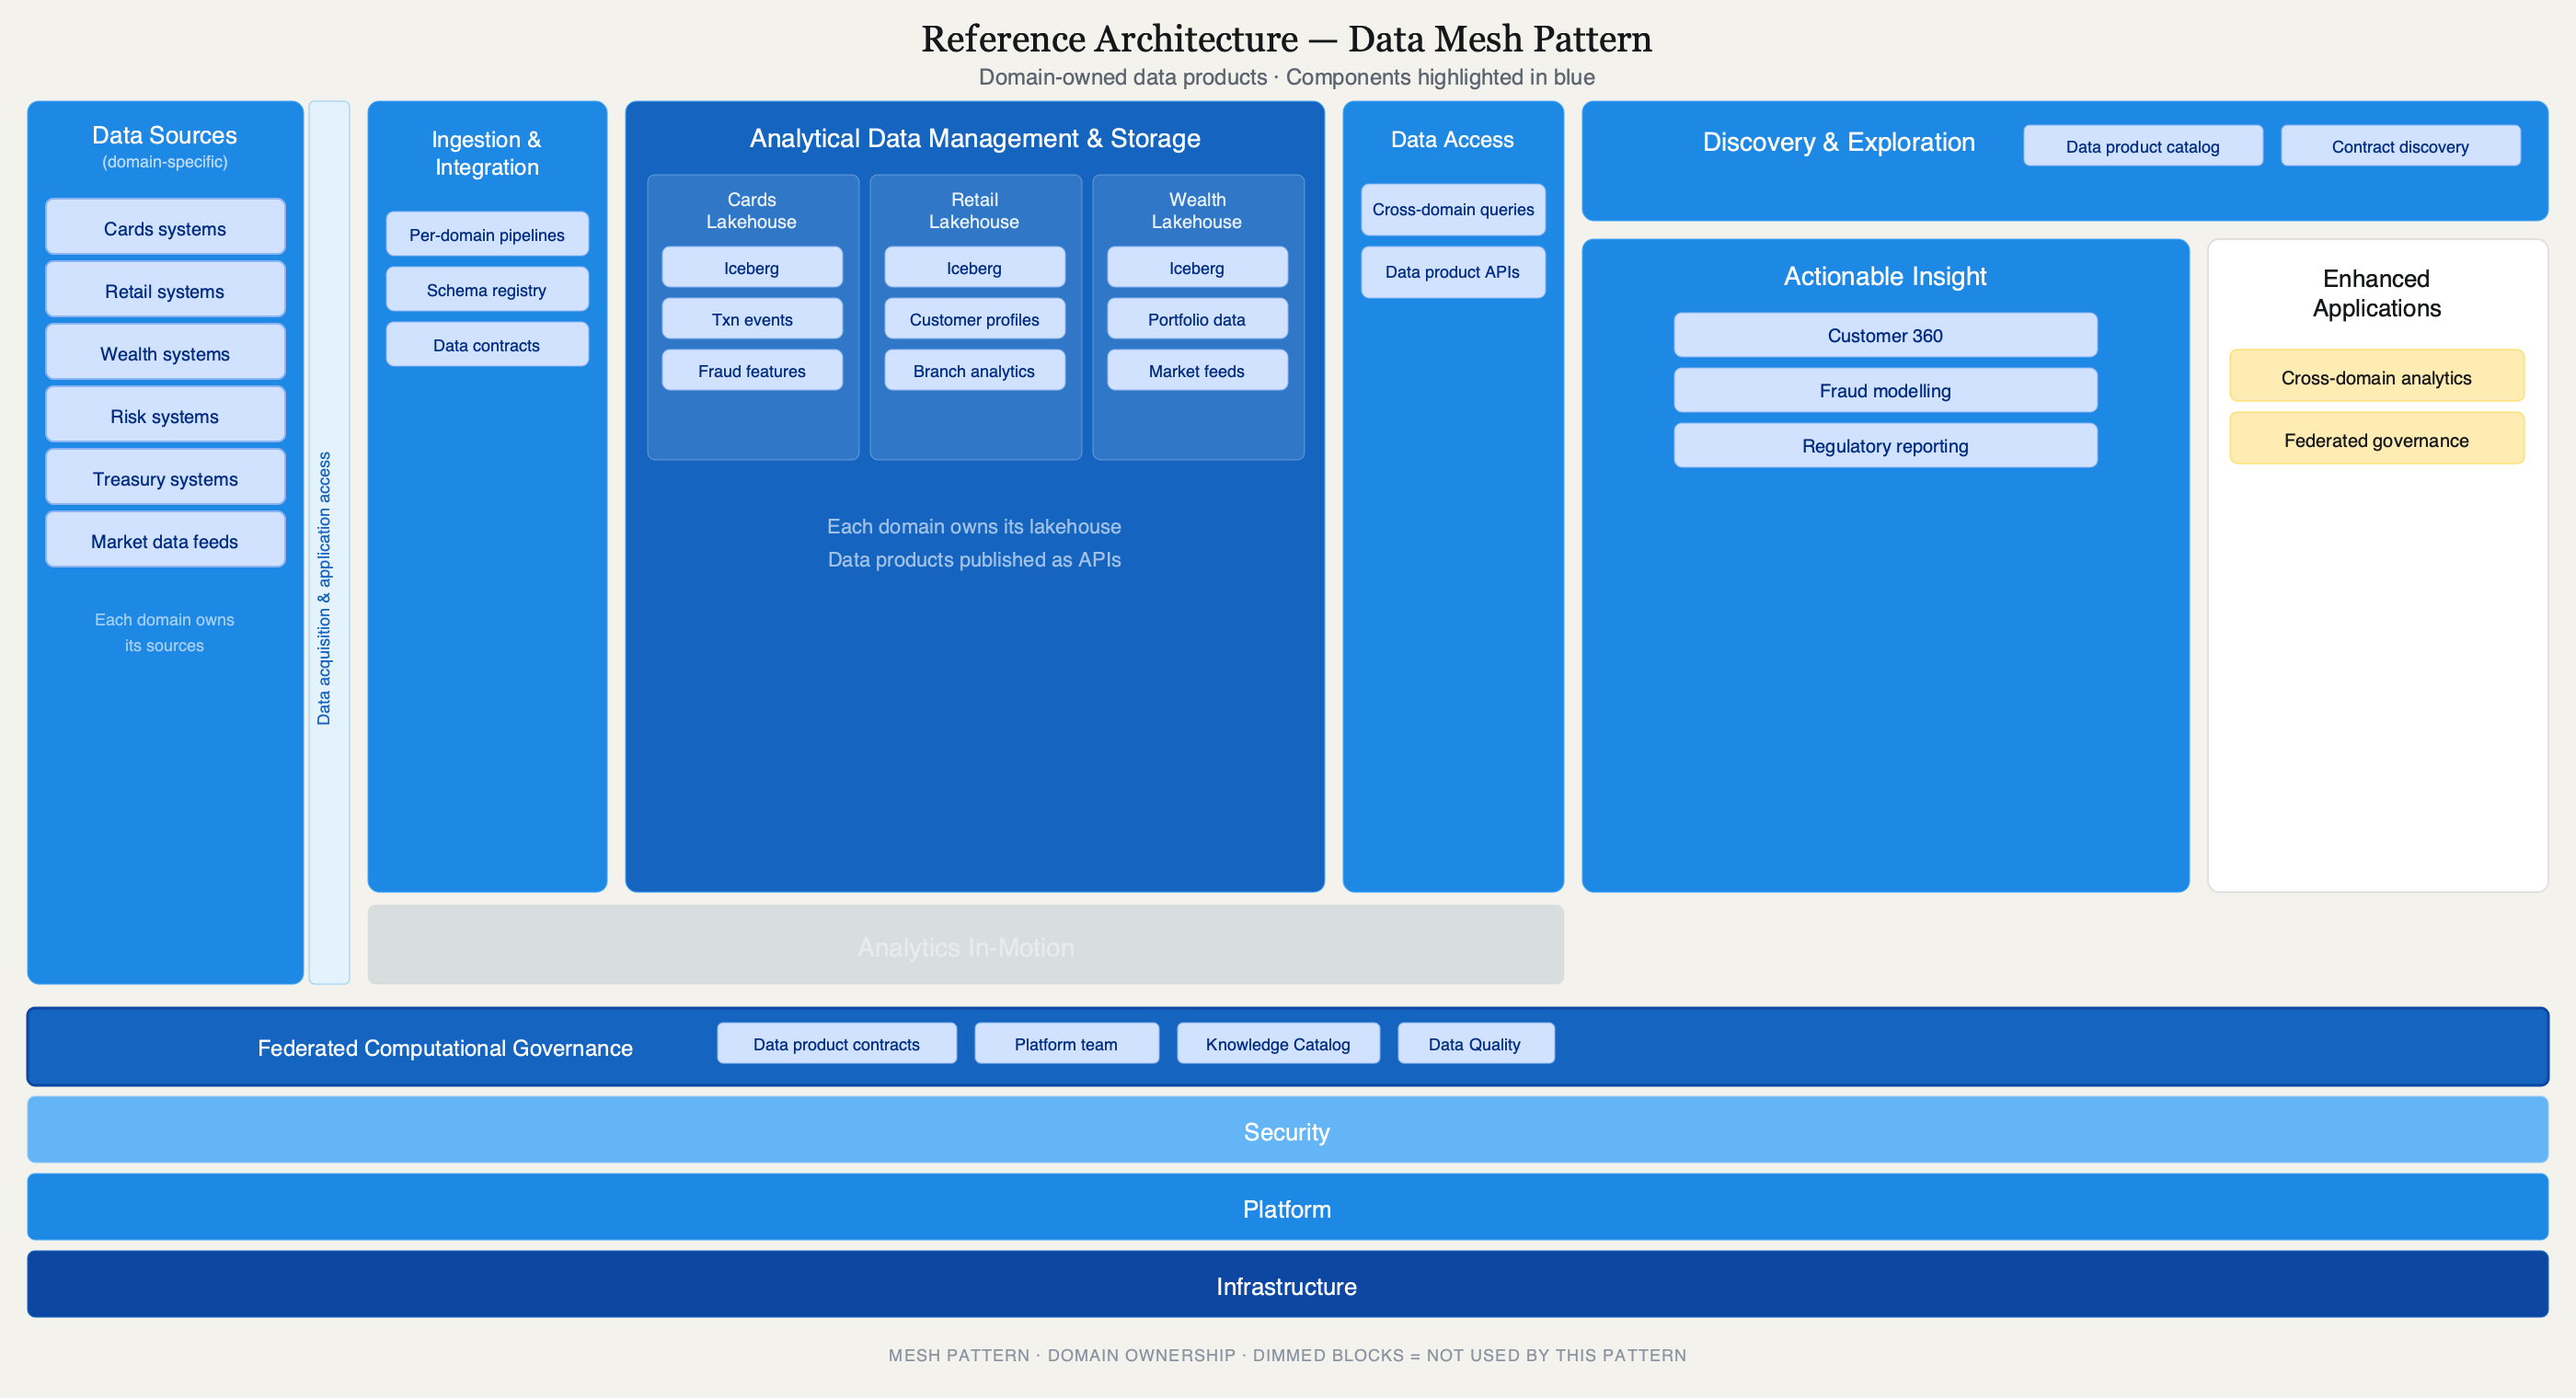 Reference Architecture — Data Mesh Pattern
Domain-owned data products · Components highlighted in blue
Data Sources
(domain-specific)
Cards systems
Retail systems
Wealth systems
Risk systems
Treasury systems
Market data feeds
Each domain owns
its sources
Data acquisition & application access
Ingestion &
Integration
Per-domain pipelines
Schema registry
Data contracts
Analytical Data Management & Storage
Cards
Lakehouse
Iceberg
Txn events
Fraud features
Retail
Lakehouse
Iceberg
Customer profiles
Branch analytics
Wealth
Lakehouse
Iceberg
Portfolio data
Market feeds
Each domain owns its lakehouse
Data products published as APIs
Data Access
Cross-domain queries
Data product APIs
Discovery & Exploration
Data product catalog
Contract discovery
Actionable Insight
Customer 360
Fraud modelling
Regulatory reporting
Enhanced
Applications
Cross-domain analytics
Federated governance
Analytics In-Motion
Federated Computational Governance
Data product contracts
Platform team
Knowledge Catalog
Data Quality
Security
Platform
Infrastructure
MESH PATTERN · DOMAIN OWNERSHIP · DIMMED BLOCKS = NOT USED BY THIS PATTERN